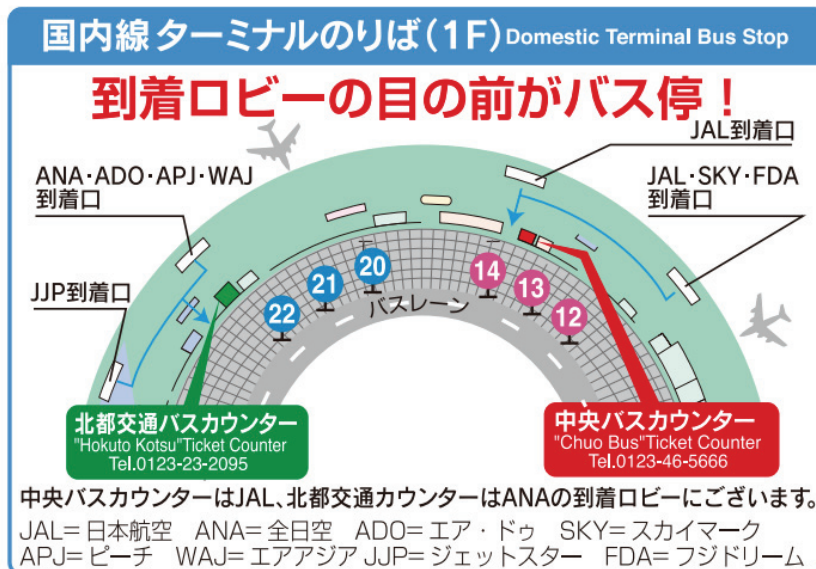 国内線ターミナルのりば(1F) Domestic Terminal Bus Stop
到着ロビーの目の前がバス停!
JAL到着口
ANA・ADO・APJ・WAJ
到着口
JAL・SKY・FDA
到着口
JJP到着口
22
21
20
14
13
12
バスレーン
北都交通バスカウンター
"Hokuto Kotsu"Ticket Counter
Tel.0123-23-2095
中央バスカウンター
"Chuo Bus"Ticket Counter
Tel.0123-46-5666
中央バスカウンターはJAL、北都交通カウンターはANAの到着ロビーにございます。
JAL=日本航空 ANA=全日空 ADO=エア・ドゥ SKY=スカイマーク
APJ=ピーチ WAJ=エアアジア JJP=ジェットスター FDA=フジドリーム